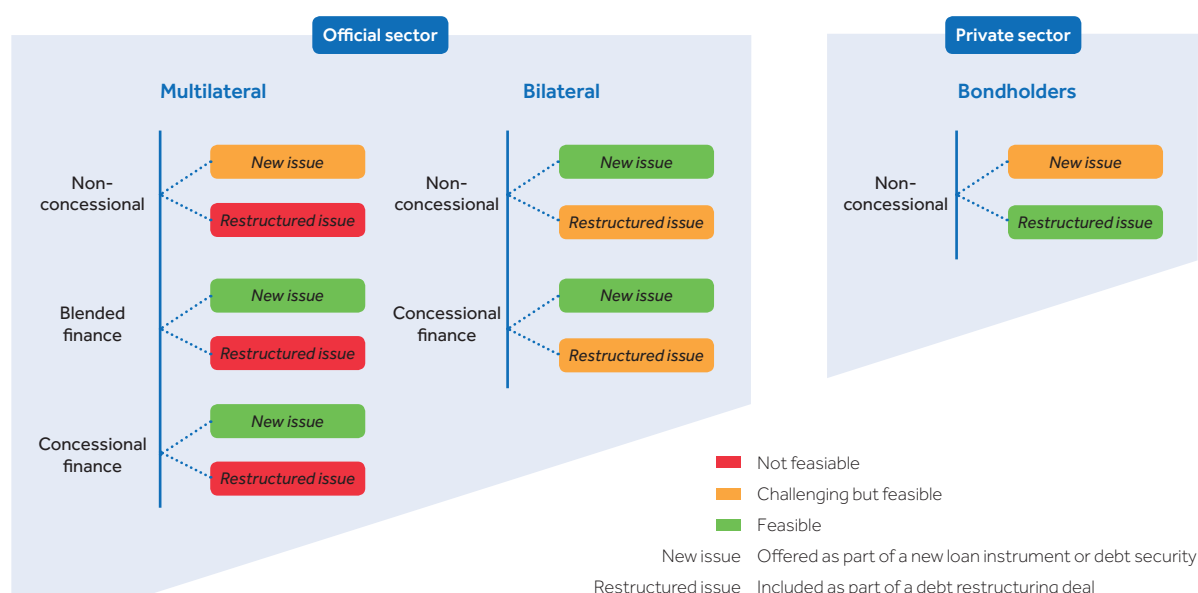 Official sector
Private sector
Multilateral
Bilateral
Bondholders
Non-
concessional
New issue
Restructured issue
Non-
concessional
New issue
Restructured issue
Non-
concessional
New issue
Restructured issue
Blended
finance
New issue
Restructured issue
Concessional
finance
New issue
Restructured issue
Concessional
finance
New issue
Restructured issue
Not feasiable
Challenging but feasible
Feasible
New issue Offered as part of a new loan instrument or debt security
Restructured issue Included as part of a debt restructuring deal